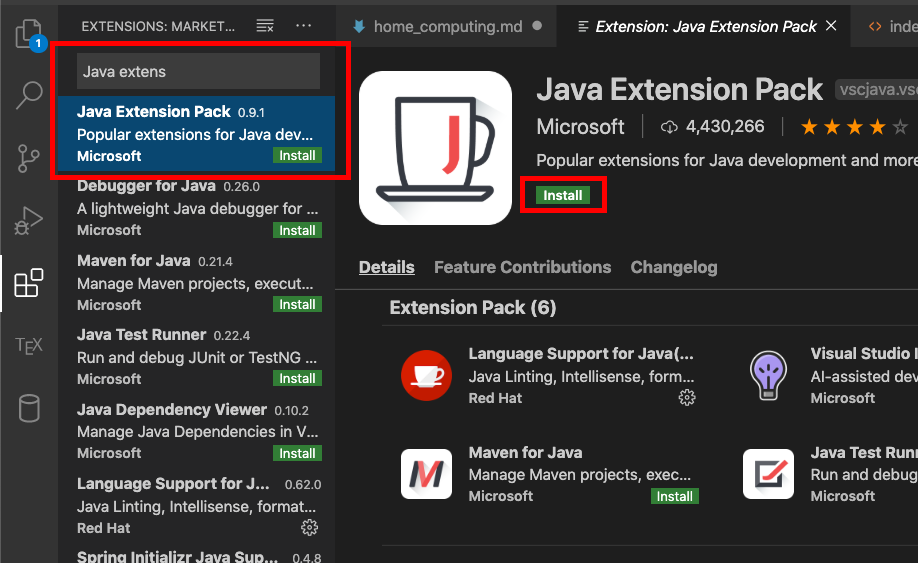 EXTENSIONS: MARKET...
1
Java extens
Java Extension Pack 0.9.1
Popular extensions for Java dev...
Microsoft Install
Debugger for Java 0.26.0
A lightweight Java debugger for ...
Microsoft Install
Maven for Java 0.21.4
Manage Maven projects, execut...
Microsoft Install
Java Test Runner 0.22.4
Run and debug JUnit or TestNG ...
Microsoft Install
Java Dependency Viewer 0.10.2
Manage Java Dependencies in V...
Microsoft Install
Language Support for J... 0.62.0
Java Linting, Intellisense, format...
Red Hat
Spring Initializr Java Sup... 0.4.8
TEX
home_computing.md
Extension: Java Extension Pack
inde
Java Extension Pack vscjava.vsc
Microsoft 4,430,266
Popular extensions for Java development and more
Install
Details Feature Contributions Changelog
Extension Pack (6)
Language Support for Java(...
Java Linting, Intellisense, form...
Red Hat
Visual Studio I
AI-assisted dev
Microsoft
Maven for Java
Manage Maven projects, exec...
Microsoft Install
Java Test Runn
Run and debug
Microsoft